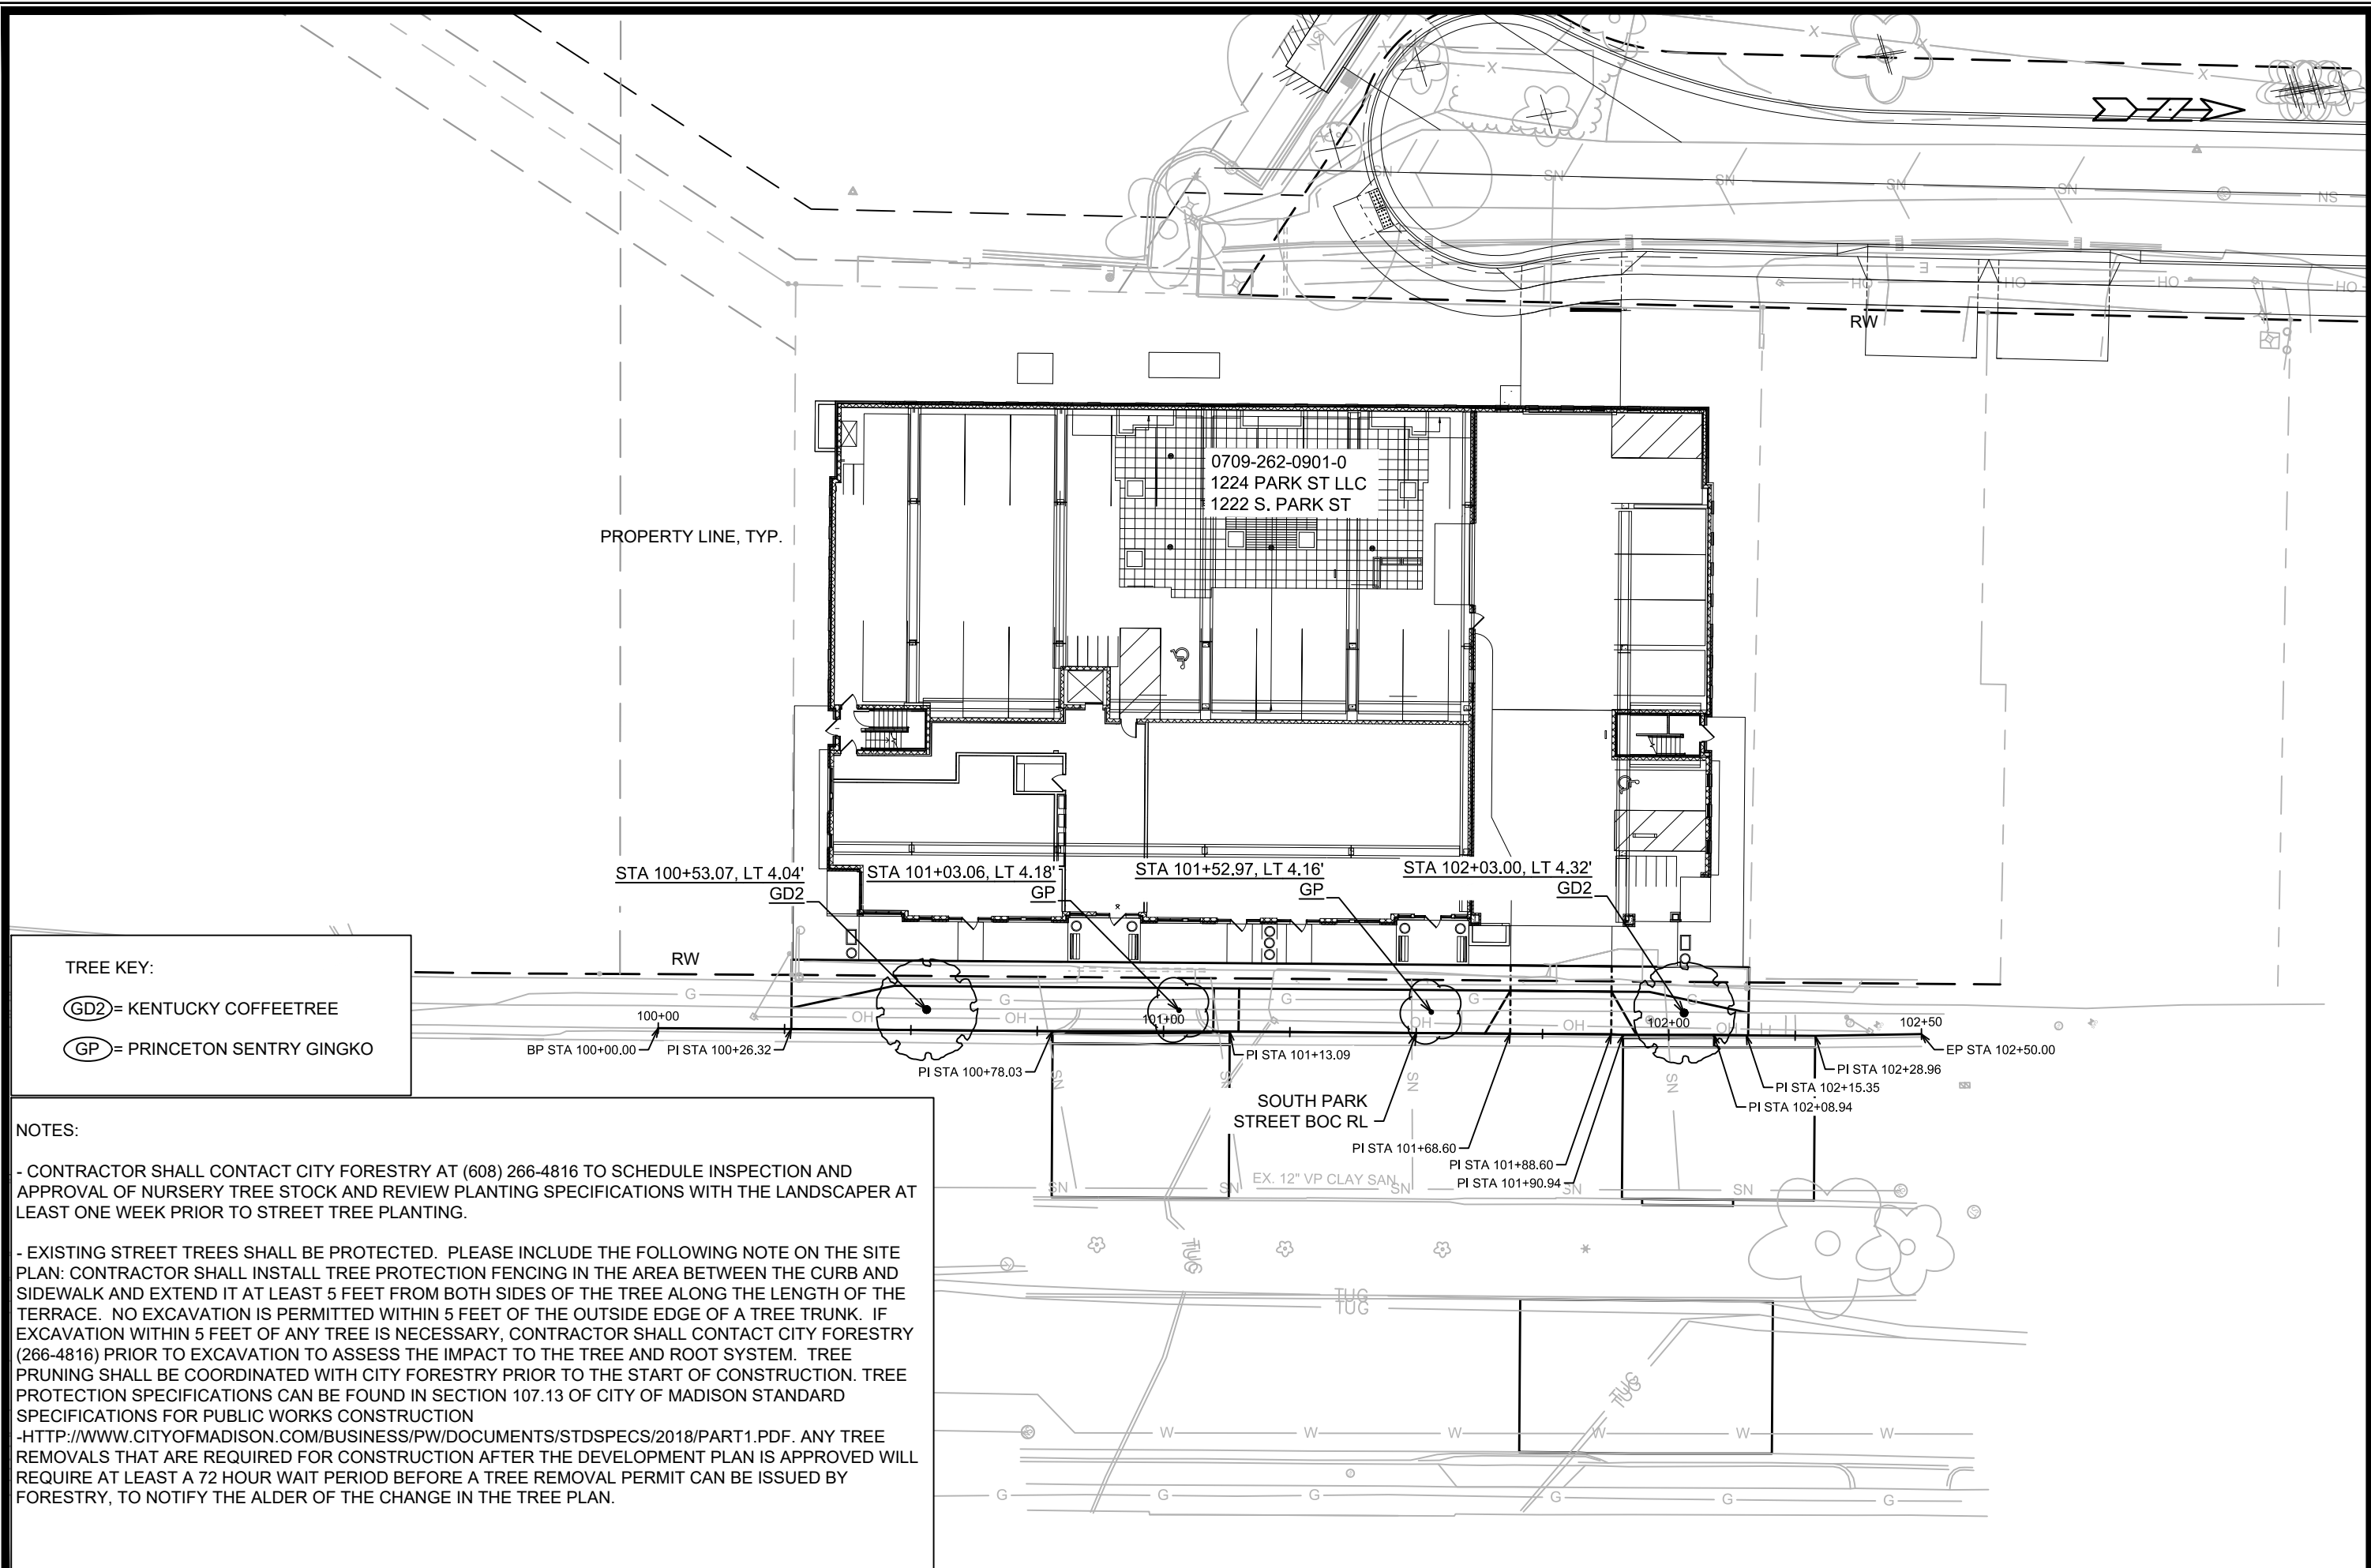 RW
0709-262-0901-0
1224 PARK ST LLC
1222 S. PARK ST
PROPERTY LINE, TYP.
STA 100+53.07, LT 4.04'
GD2
STA 101+03.06, LT 4.18'
GP
STA 101+52.97, LT 4.16'
GP
STA 102+03.00, LT 4.32'
GD2
RW
100+00
101+00
102+00
102+50
BP STA 100+00.00
PI STA 100+26.32
PI STA 100+78.03
PI STA 101+13.09
SOUTH PARK
STREET BOC RL
PI STA 101+68.60
PI STA 101+88.60
PI STA 101+90.94
PI STA 102+08.94
PI STA 102+15.35
PI STA 102+28.96
EP STA 102+50.00
EX. 12" VP CLAY SAN
TREE KEY:
GD2 = KENTUCKY COFFEETREE
GP = PRINCETON SENTRY GINGKO
NOTES:
- CONTRACTOR SHALL CONTACT CITY FORESTRY AT (608) 266-4816 TO SCHEDULE INSPECTION AND
APPROVAL OF NURSERY TREE STOCK AND REVIEW PLANTING SPECIFICATIONS WITH THE LANDSCAPER AT
LEAST ONE WEEK PRIOR TO STREET TREE PLANTING.
- EXISTING STREET TREES SHALL BE PROTECTED. PLEASE INCLUDE THE FOLLOWING NOTE ON THE SITE
PLAN: CONTRACTOR SHALL INSTALL TREE PROTECTION FENCING IN THE AREA BETWEEN THE CURB AND
SIDEWALK AND EXTEND IT AT LEAST 5 FEET FROM BOTH SIDES OF THE TREE ALONG THE LENGTH OF THE
TERRACE. NO EXCAVATION IS PERMITTED WITHIN 5 FEET OF THE OUTSIDE EDGE OF A TREE TRUNK. IF
EXCAVATION WITHIN 5 FEET OF ANY TREE IS NECESSARY, CONTRACTOR SHALL CONTACT CITY FORESTRY
(266-4816) PRIOR TO EXCAVATION TO ASSESS THE IMPACT TO THE TREE AND ROOT SYSTEM. TREE
PRUNING SHALL BE COORDINATED WITH CITY FORESTRY PRIOR TO THE START OF CONSTRUCTION. TREE
PROTECTION SPECIFICATIONS CAN BE FOUND IN SECTION 107.13 OF CITY OF MADISON STANDARD
SPECIFICATIONS FOR PUBLIC WORKS CONSTRUCTION
-HTTP://WWW.CITYOFMADISON.COM/BUSINESS/PW/DOCUMENTS/STDSPECS/2018/PART1.PDF. ANY TREE
REMOVALS THAT ARE REQUIRED FOR CONSTRUCTION AFTER THE DEVELOPMENT PLAN IS APPROVED WILL
REQUIRE AT LEAST A 72 HOUR WAIT PERIOD BEFORE A TREE REMOVAL PERMIT CAN BE ISSUED BY
FORESTRY, TO NOTIFY THE ALDER OF THE CHANGE IN THE TREE PLAN.
SN SN SN SN SN
TUG
TUG
W W W W W W
G G G G G G